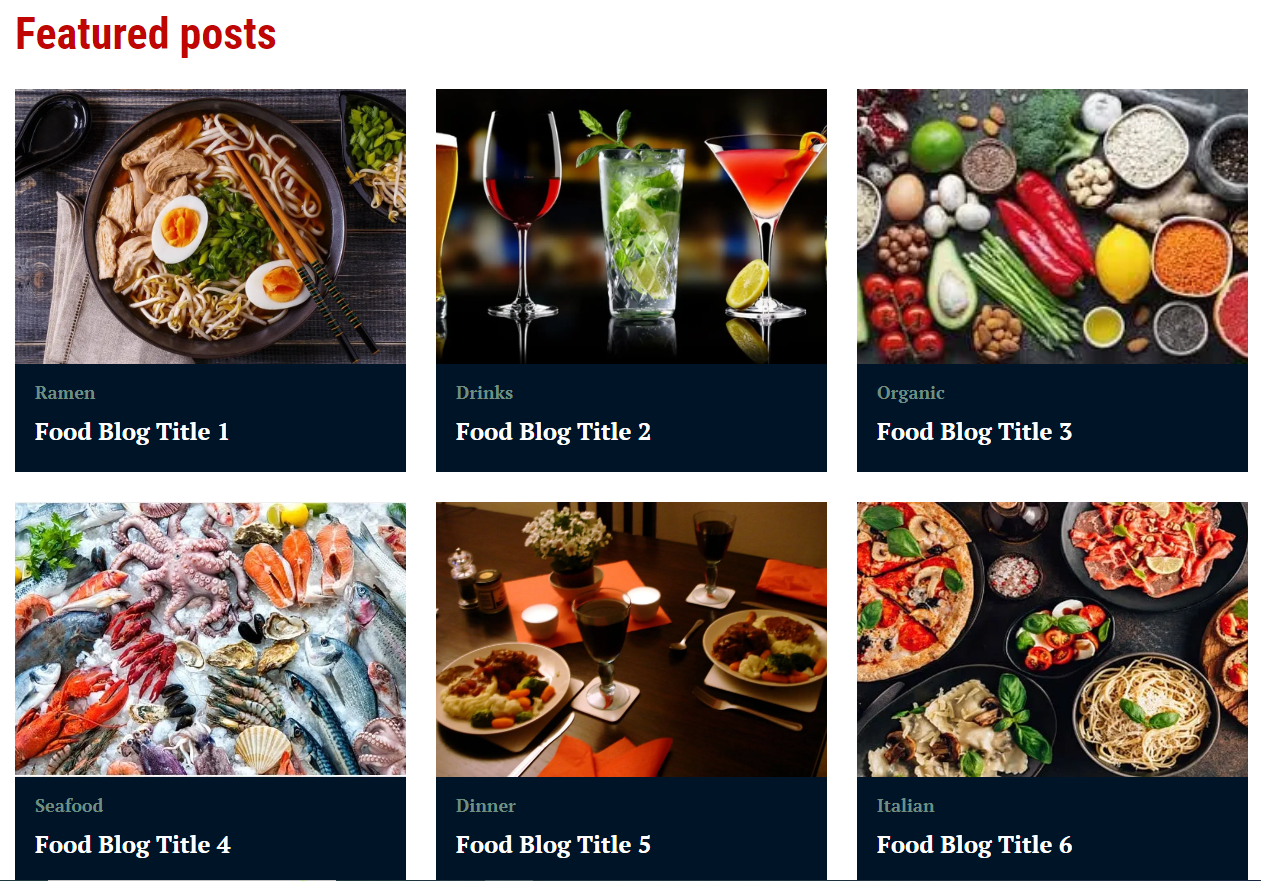 Featured posts
Ramen
Food Blog Title 1
Drinks
Food Blog Title 2
Organic
Food Blog Title 3
Seafood
Food Blog Title 4
Dinner
Food Blog Title 5
Italian
Food Blog Title 6